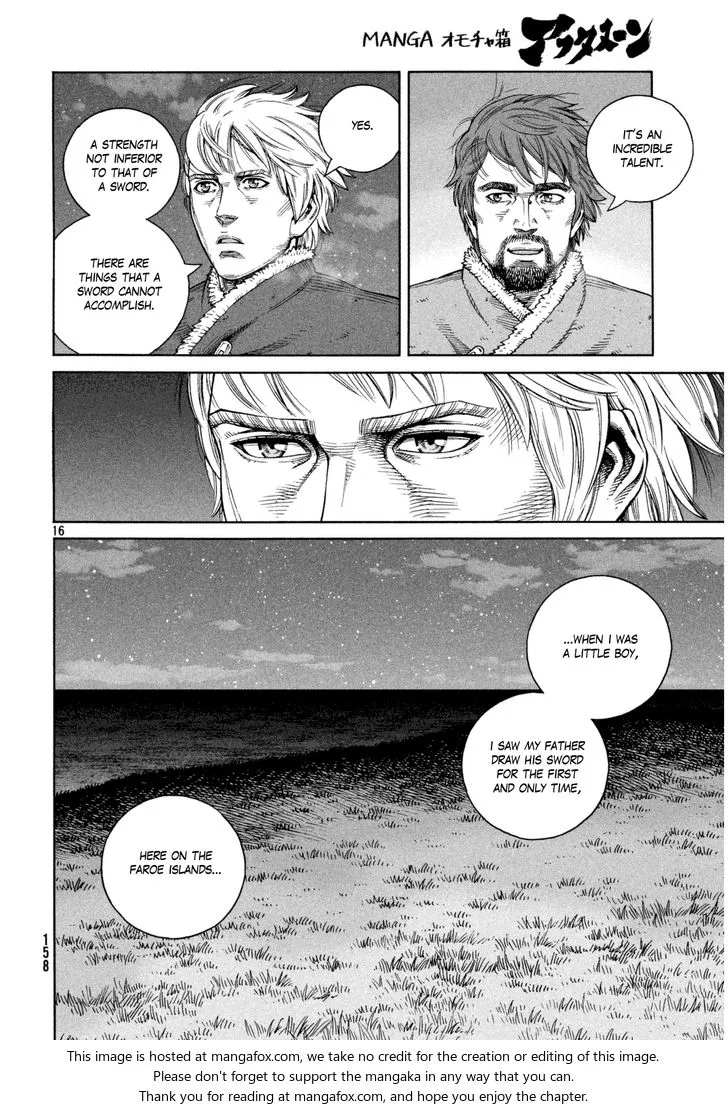 MANGA オモチャ箱 アフタヌーン
IT'S AN
INCREDIBLE
TALENT.
YES.
A STRENGTH
NOT INFERIOR
TO THAT OF
A SWORD.
THERE ARE
THINGS THAT A
SWORD CANNOT
ACCOMPLISH.
16
...WHEN I WAS
A LITTLE BOY,
I SAW MY FATHER
DRAW HIS SWORD
FOR THE FIRST
AND ONLY TIME,
HERE ON THE
FAROE ISLANDS...
158
This image is hosted at mangafox.com, we take no credit for the creation or editing of this image.
Please don't forget to support the mangaka in any way that you can.
Thank you for reading at mangafox.com, and hope you enjoy the chapter.